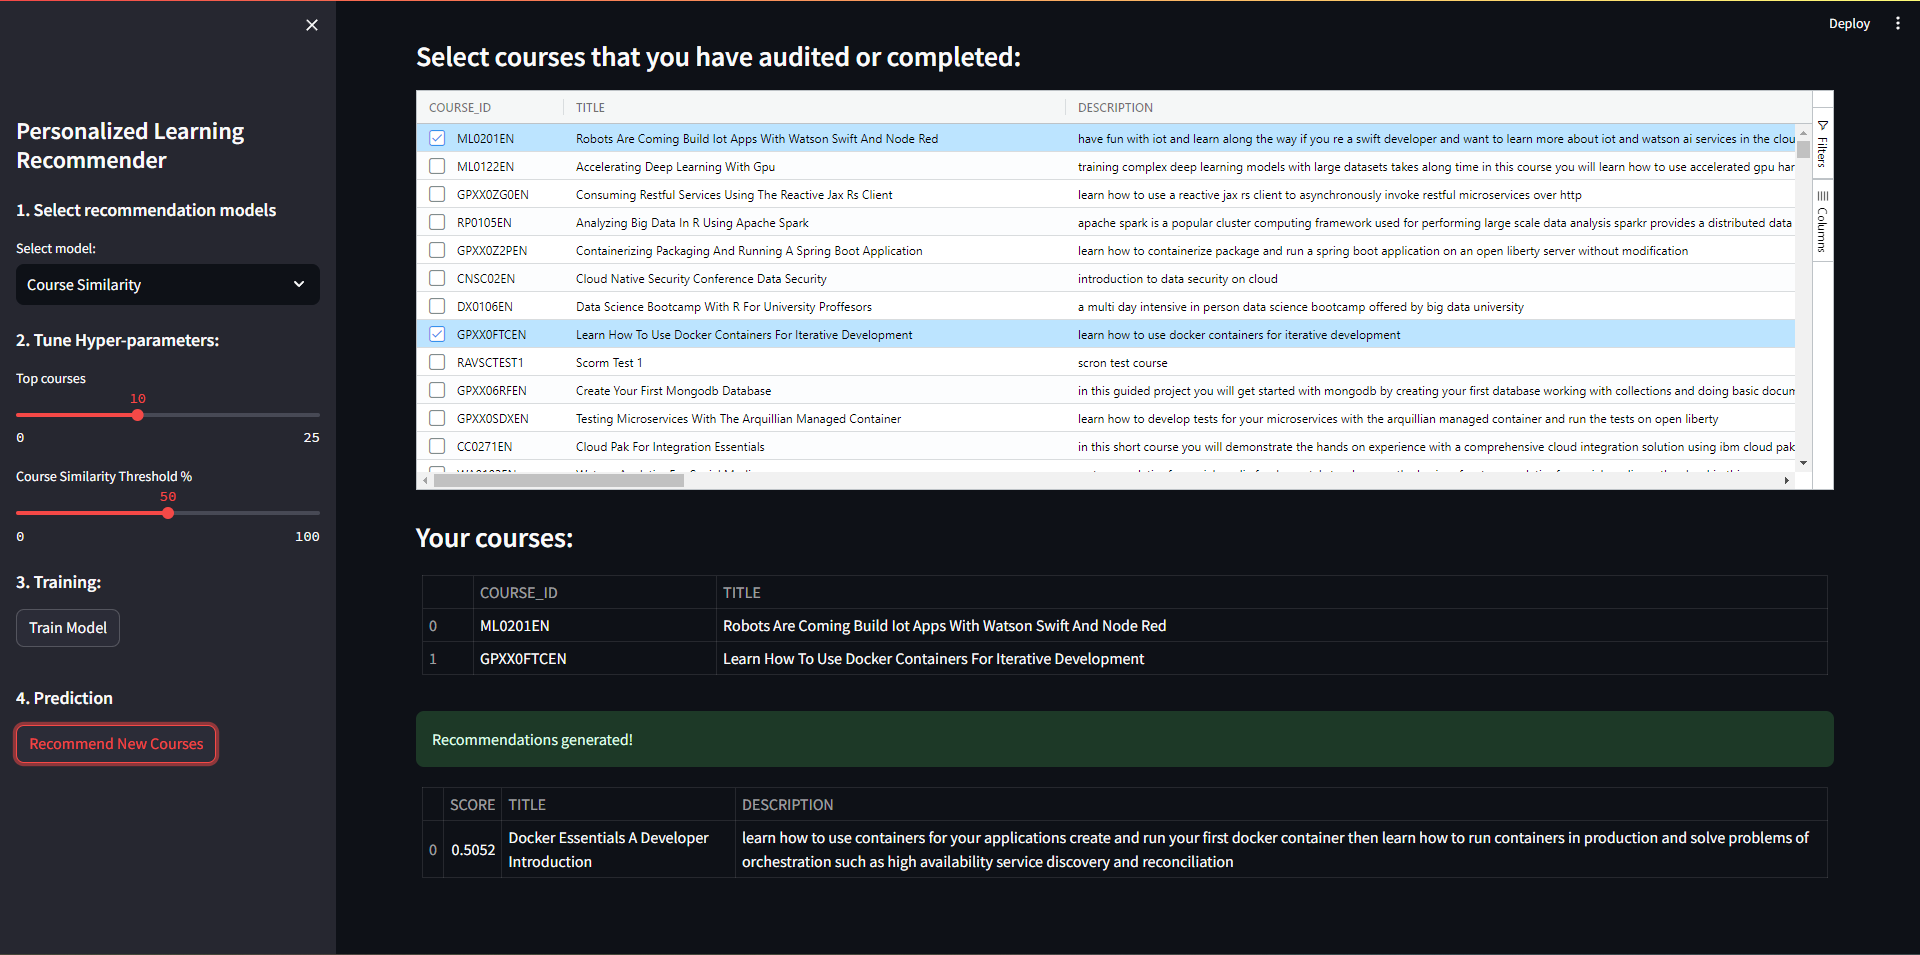 Deploy
Personalized Learning
Recommender
1. Select recommendation models
Select model:
Course Similarity
2. Tune Hyper-parameters:
Top courses
10
0 25
Course Similarity Threshold %
50
0 100
3. Training:
Train Model
4. Prediction
Recommend New Courses
Select courses that you have audited or completed:
COURSE_ID TITLE DESCRIPTION
ML0201EN Robots Are Coming Build Iot Apps With Watson Swift And Node Red have fun with iot and learn along the way if you re a swift developer and want to learn more about iot and watson ai services in the clou
ML0122EN Accelerating Deep Learning With Gpu training complex deep learning models with large datasets takes along time in this course you will learn how to use accelerated gpu har
GPXX0ZG0EN Consuming Restful Services Using The Reactive Jax Rs Client learn how to use a reactive jax rs client to asynchronously invoke restful microservices over http
RP0105EN Analyzing Big Data In R Using Apache Spark apache spark is a popular cluster computing framework used for performing large scale data analysis sparkr provides a distributed data
GPXX0Z2PEN Containerizing Packaging And Running A Spring Boot Application learn how to containerize package and run a spring boot application on an open liberty server without modification
CNSC02EN Cloud Native Security Conference Data Security introduction to data security on cloud
DX0106EN Data Science Bootcamp With R For University Proffesors a multi day intensive in person data science bootcamp offered by big data university
GPXX0FTCEN Learn How To Use Docker Containers For Iterative Development learn how to use docker containers for iterative development
RAVSCTEST1 Scorm Test 1 scron test course
GPXX06RFEN Create Your First Mongodb Database in this guided project you will get started with mongodb by creating your first database working with collections and doing basic docum
GPXX0SDXEN Testing Microservices With The Arquillian Managed Container learn how to develop tests for your microservices with the arquillian managed container and run the tests on open liberty
CC0271EN Cloud Pak For Integration Essentials in this short course you will demonstrate the hands on experience with a comprehensive cloud integration solution using ibm cloud pak
Filters
Columns
Your courses:
COURSE_ID TITLE
0 ML0201EN Robots Are Coming Build Iot Apps With Watson Swift And Node Red
1 GPXX0FTCEN Learn How To Use Docker Containers For Iterative Development
Recommendations generated!
SCORE TITLE DESCRIPTION
0 0.5052 Docker Essentials A Developer Introduction learn how to use containers for your applications create and run your first docker container then learn how to run containers in production and solve problems of
orchestration such as high availability service discovery and reconciliation